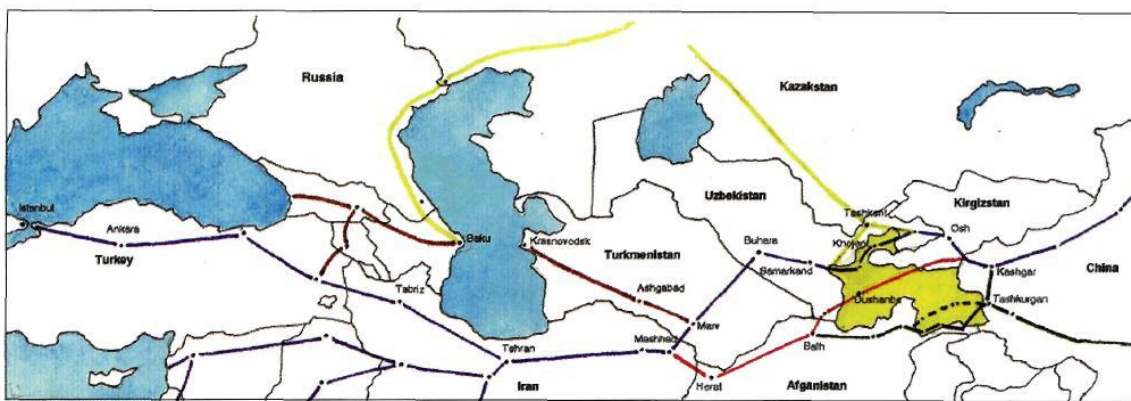 Russia
Kazakstan
Uzbekistan
Kirgizstan
Istanbul
Ankara
Turkey
Baku
Krasnovodsk
Turkmenistan
Buhara
Samarkand
Tashkent
Khojent
Osh
Kashgar
China
Tabriz
Ashgabad
Dushanbe
Tashkurgan
Merv
Tehran
Mashhad
Balh
Iran
Herat
Afganistan